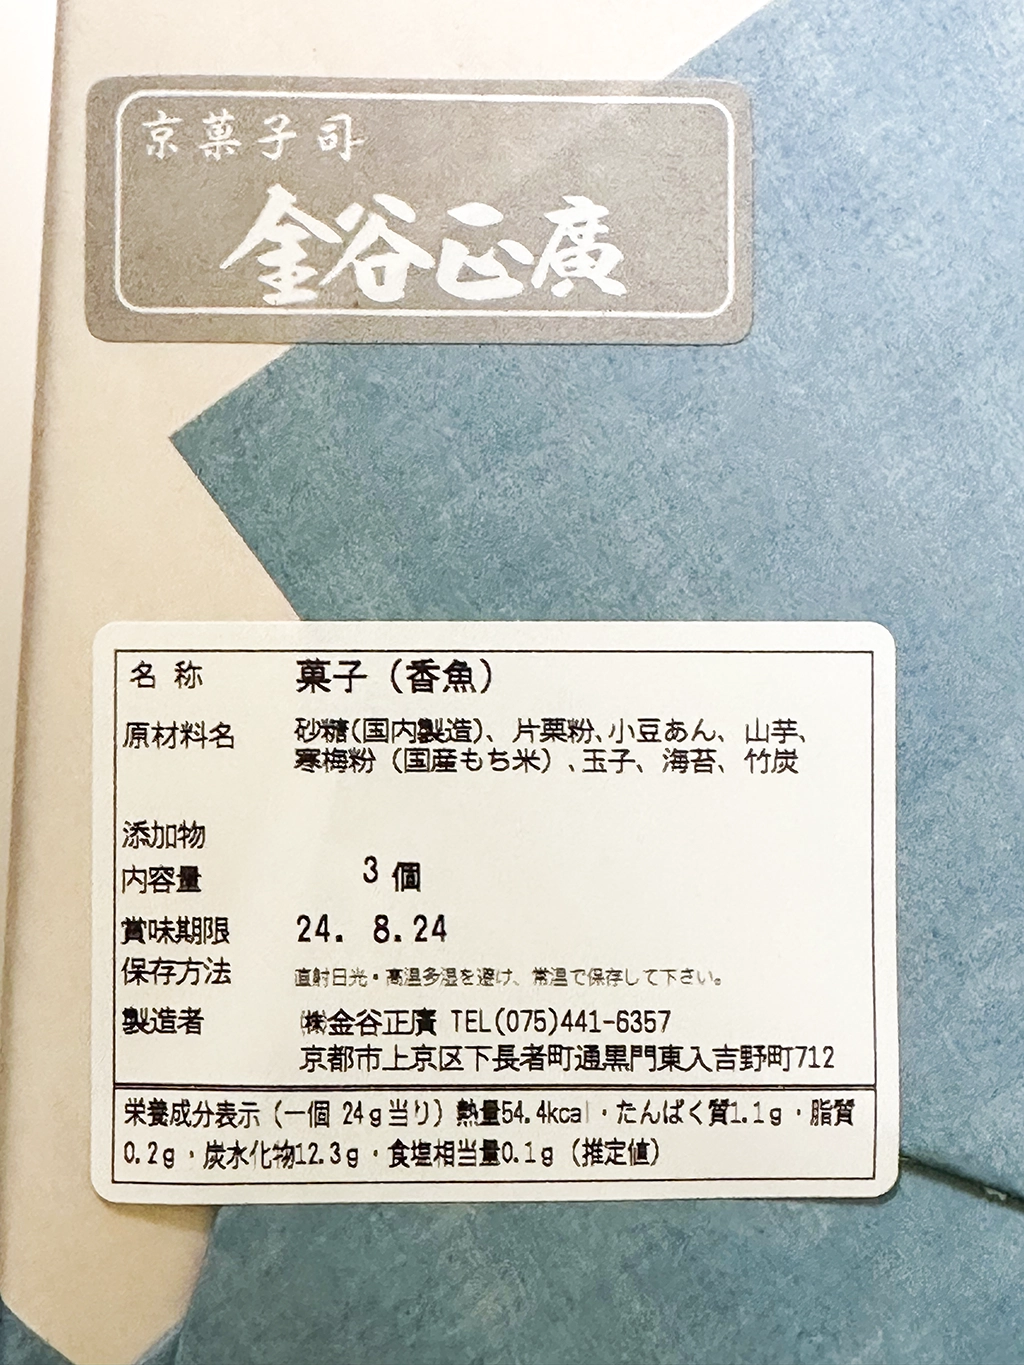 京菓子司
金谷正廣
名 称 菓子（香魚）
原材料名 砂糖（国内製造）、片栗粉、小豆あん、山芋、
寒梅粉（国産もち米）、玉子、海苔、竹炭
添加物
内容量 3 個
賞味期限 24. 8.24
保存方法 直射日光・高温多湿を避け、常温で保存して下さい。
製造者 ㈱金谷正廣 TEL(075)441-6357
京都市上京区下長者町通黒門東入吉野町712
栄養成分表示（一個 24g当り）熱量54.4kcal・たんぱく質1.1g・脂質
0.2g・炭水化物12.3g・食塩相当量0.1g（推定値）